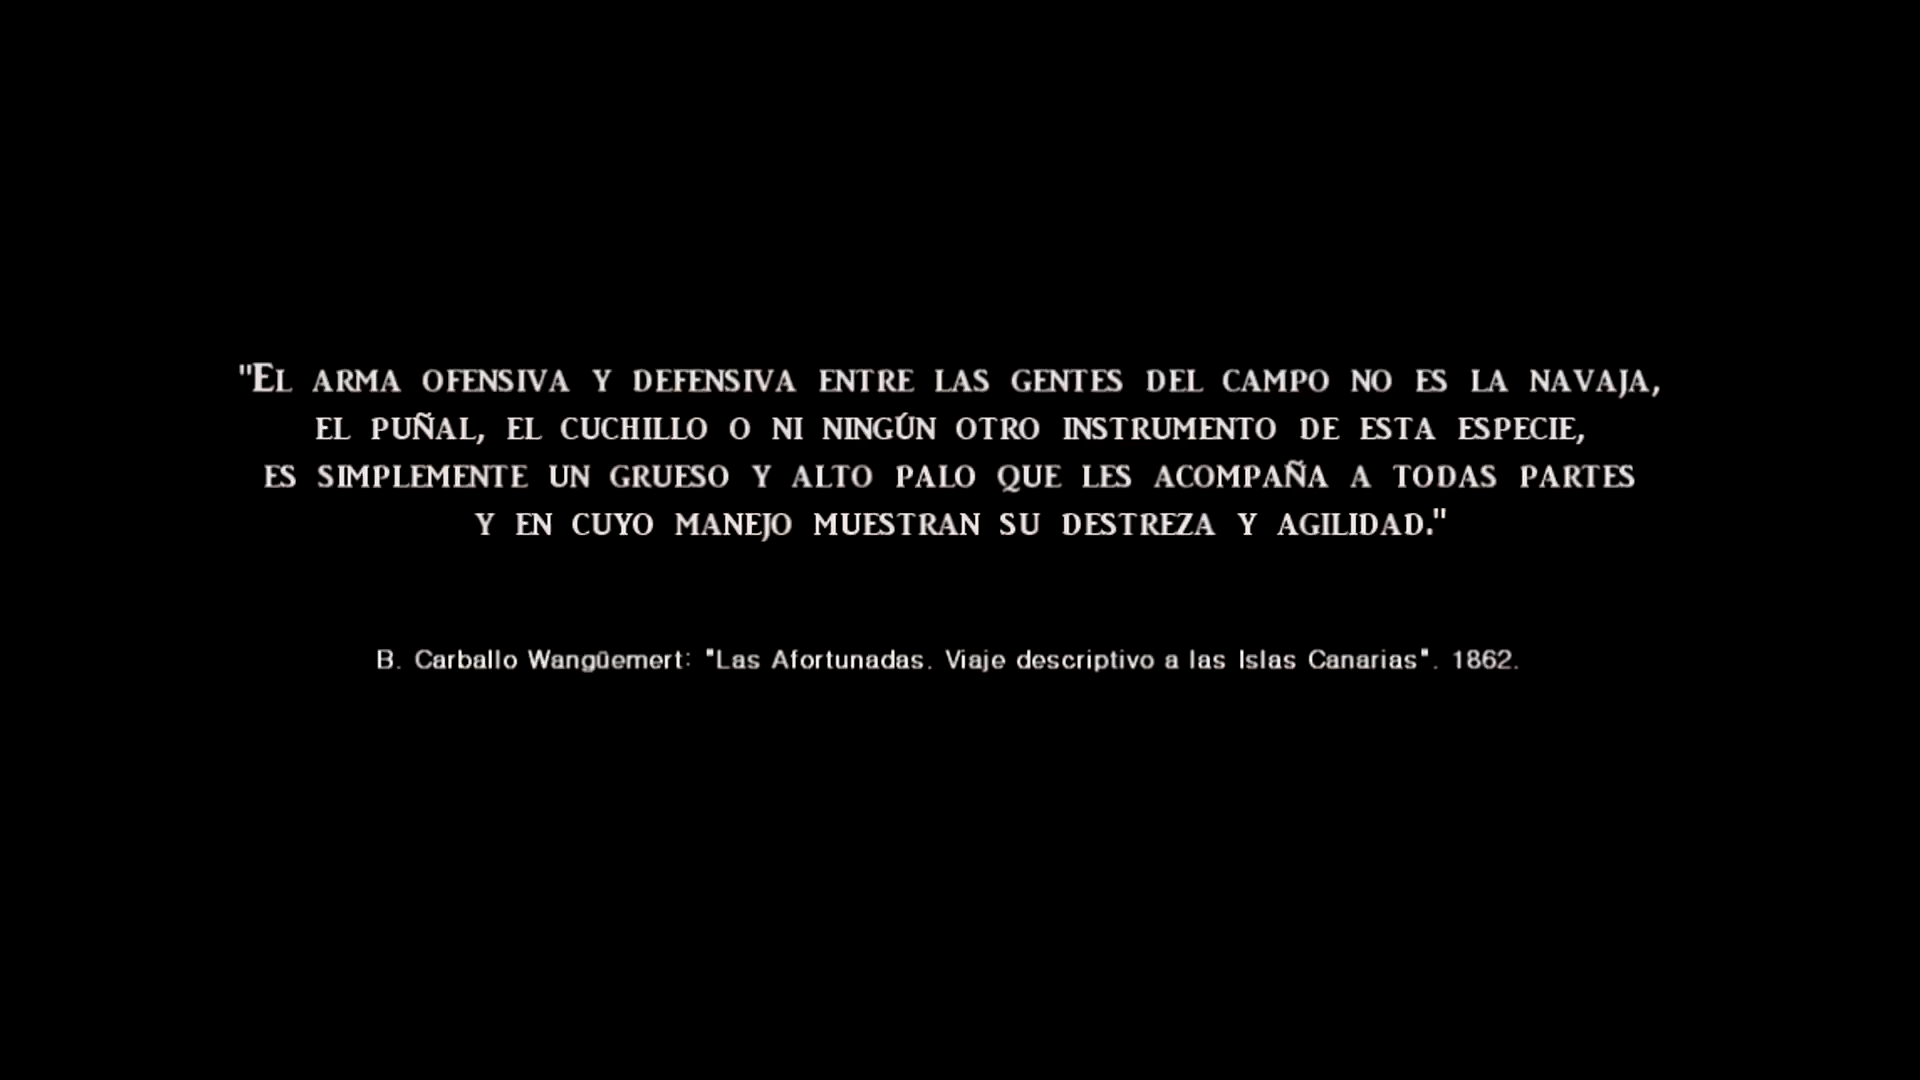 "El arma ofensiva y defensiva entre las gentes del campo no es la navaja,
el puñal, el cuchillo o ni ningún otro instrumento de esta especie,
es simplemente un grueso y alto palo que les acompaña a todas partes
y en cuyo manejo muestran su destreza y agilidad."
B. Carballo Wangüemert: "Las Afortunadas. Viaje descriptivo a las Islas Canarias". 1862.